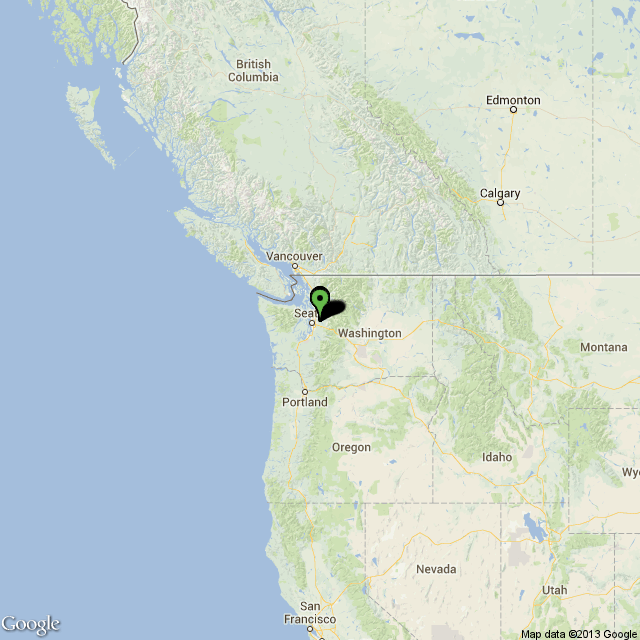 British
Columbia
Edmonton
Calgary
Vancouver
Seat
Washington
Montana
Portland
Oregon
Idaho
Wyo
Nevada
Utah
San
Francisco
Google
Map data ©2013 Google